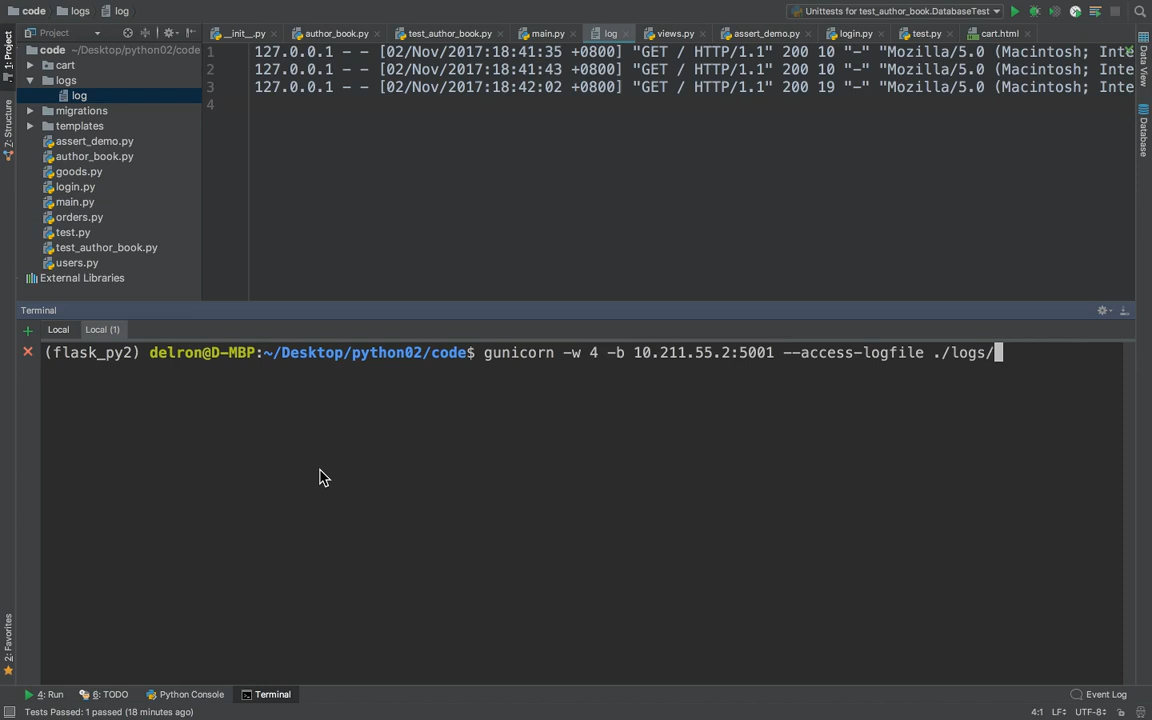 code logs log
Unittests for test_author_book.DatabaseTest
1: Project
Project
__init__.py author_book.py test_author_book.py main.py log views.py assert_demo.py login.py test.py cart.html
code ~/Desktop/python02/code
cart
logs
log
migrations
templates
assert_demo.py
author_book.py
goods.py
login.py
main.py
orders.py
test.py
test_author_book.py
users.py
External Libraries
1 127.0.0.1 - - [02/Nov/2017:18:41:35 +0800] "GET / HTTP/1.1" 200 10 "-" "Mozilla/5.0 (Macintosh; Inte
2 127.0.0.1 - - [02/Nov/2017:18:41:43 +0800] "GET / HTTP/1.1" 200 10 "-" "Mozilla/5.0 (Macintosh; Inte
3 127.0.0.1 - - [02/Nov/2017:18:42:02 +0800] "GET / HTTP/1.1" 200 19 "-" "Mozilla/5.0 (Macintosh; Inte
4
Z: Structure
Data View
Database
Terminal
Local Local (1)
(flask_py2) delron@D-MBP:~/Desktop/python02/code$ gunicorn -w 4 -b 10.211.55.2:5001 --access-logfile ./logs/
2: Favorites
4: Run 6: TODO Python Console Terminal Event Log
Tests Passed: 1 passed (18 minutes ago) 4:1 LF÷ UTF-8÷